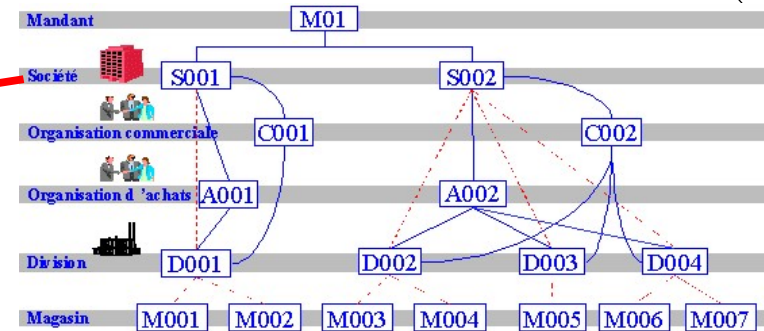 Mandant M01
Société S001 S002
Organisation commerciale C001 C002
Organisation d 'achats A001 A002
Division D001 D002 D003 D004
Magasin M001 M002 M003 M004 M005 M006 M007